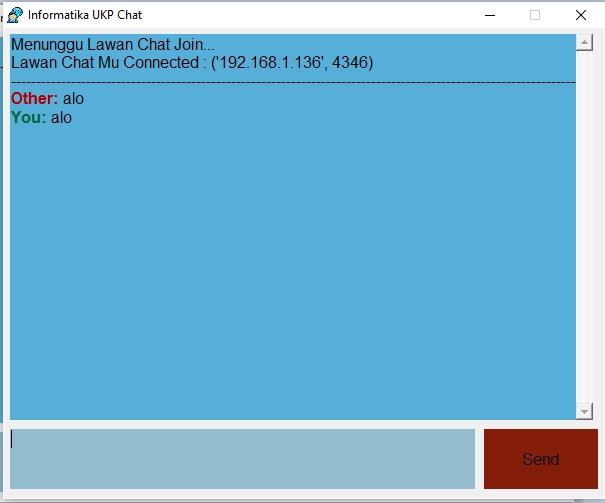 Informatika UKP Chat
Menunggu Lawan Chat Join...
Lawan Chat Mu Connected : ('192.168.1.136', 4346)
Other: alo
You: alo
Send